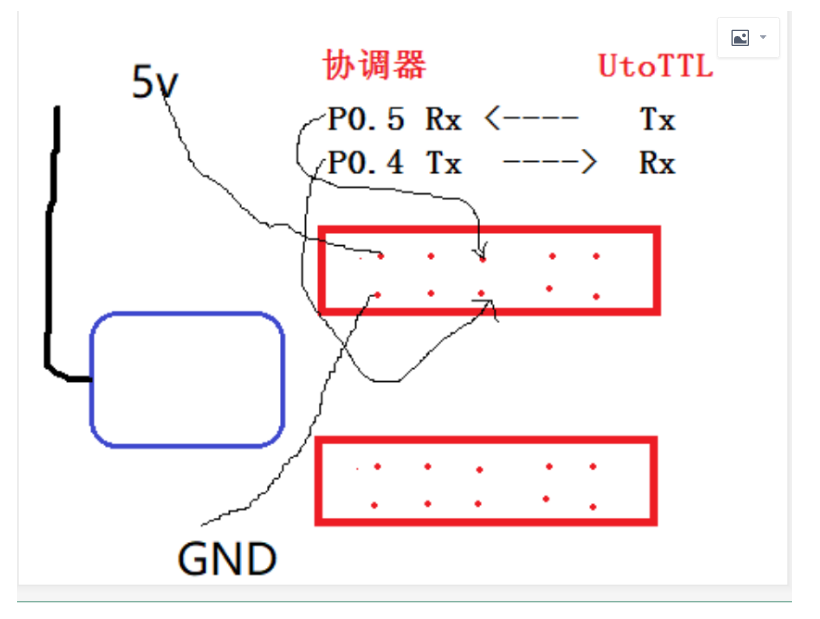 5v
协调器 UtoTTL
P0.5 Rx <---- Tx
P0.4 Tx ----> Rx
GND